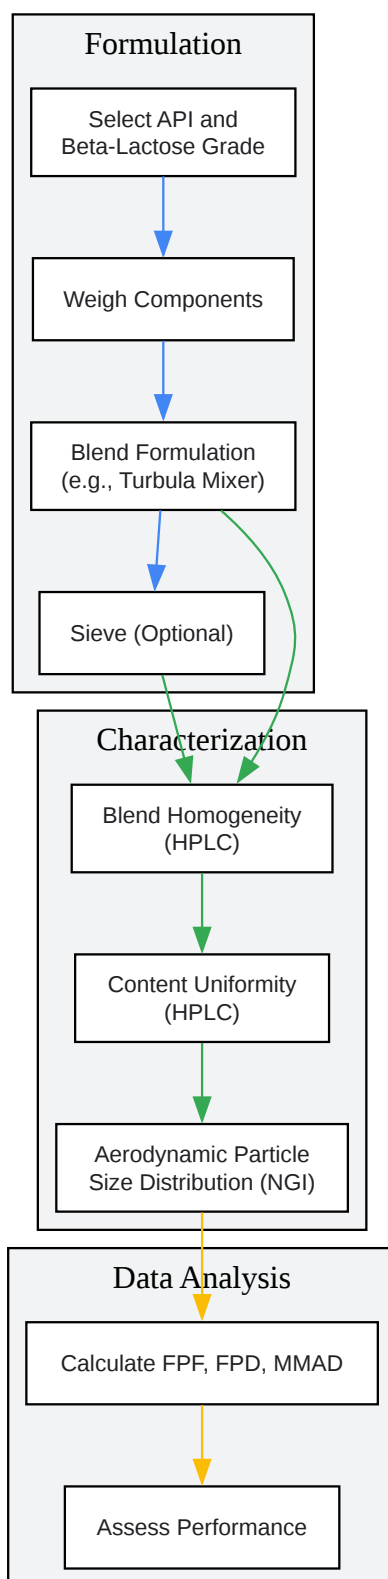 Formulation
Select API and
Beta-Lactose Grade
Weigh Components
Blend Formulation
(e.g., Turbula Mixer)
Sieve (Optional)
Characterization
Blend Homogeneity
(HPLC)
Content Uniformity
(HPLC)
Aerodynamic Particle
Size Distribution (NGI)
Data Analysis
Calculate FPF, FPD, MMAD
Assess Performance